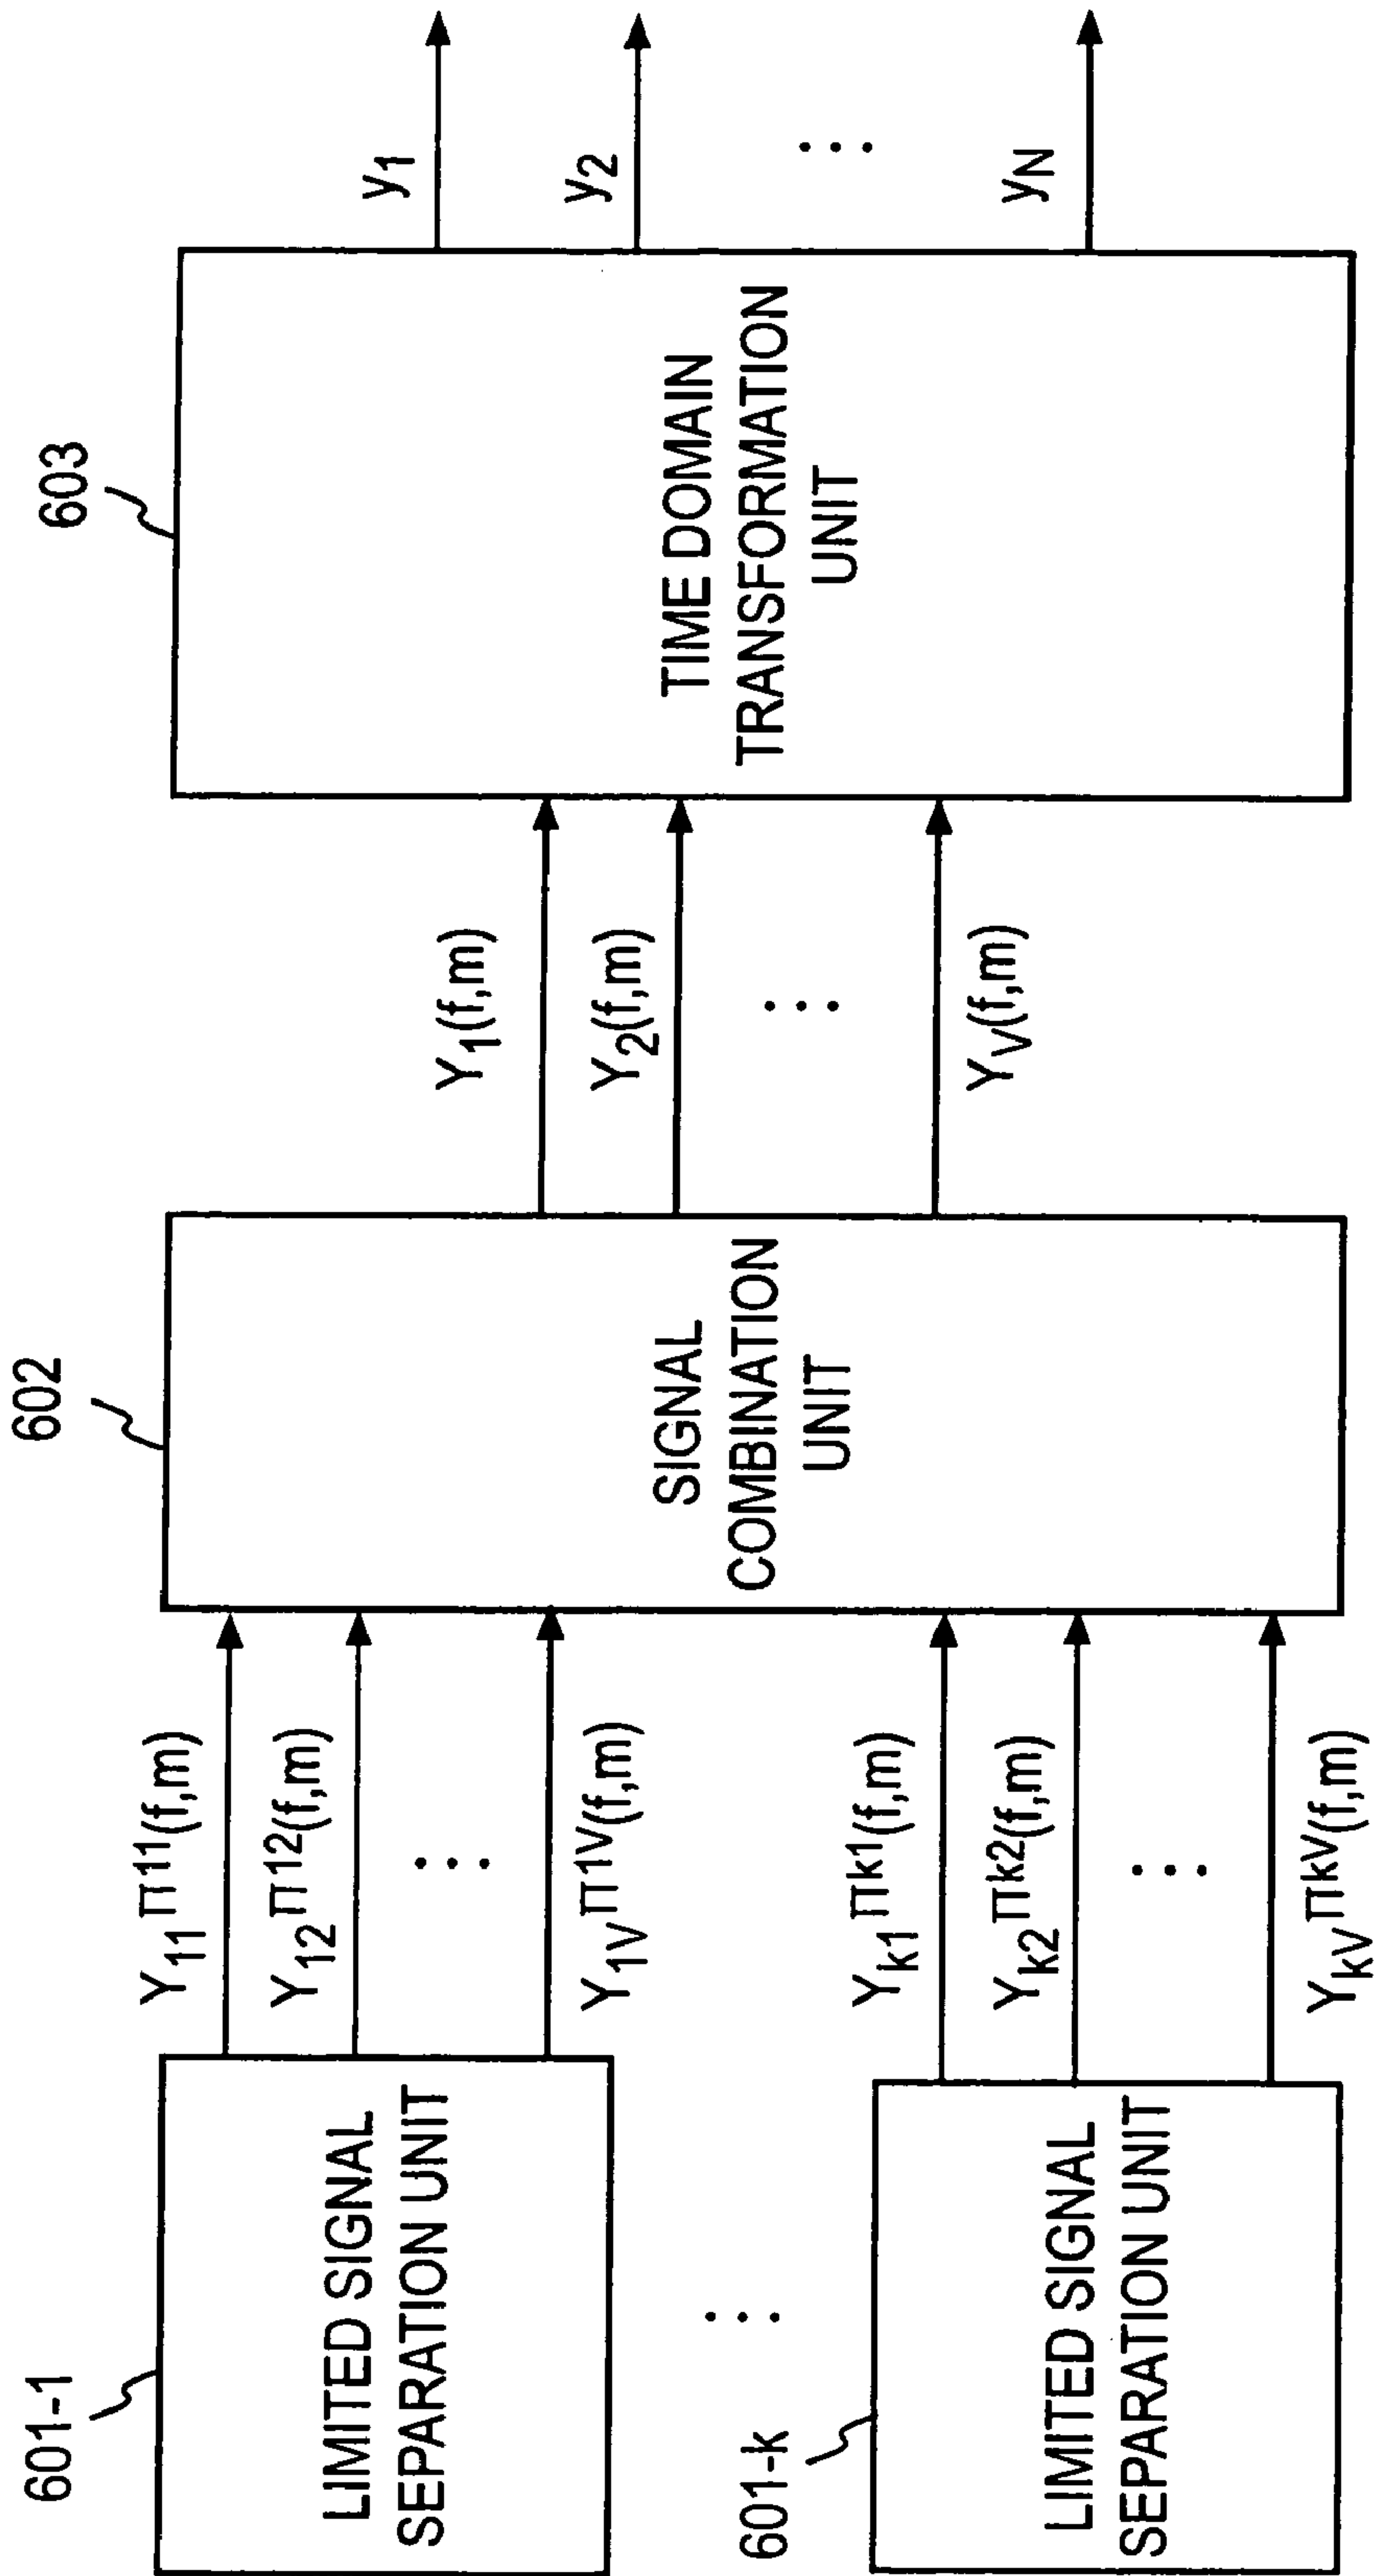 601-1
LIMITED SIGNAL
SEPARATION UNIT
601-k
LIMITED SIGNAL
SEPARATION UNIT
Y11Π11(f,m)
Y12Π12(f,m)
Y1VΠ1V(f,m)
Yk1Πk1(f,m)
Yk2Πk2(f,m)
YkVΠkV(f,m)
602
SIGNAL
COMBINATION
UNIT
Y1(f,m)
Y2(f,m)
YV(f,m)
603
TIME DOMAIN
TRANSFORMATION
UNIT
y1
y2
yN